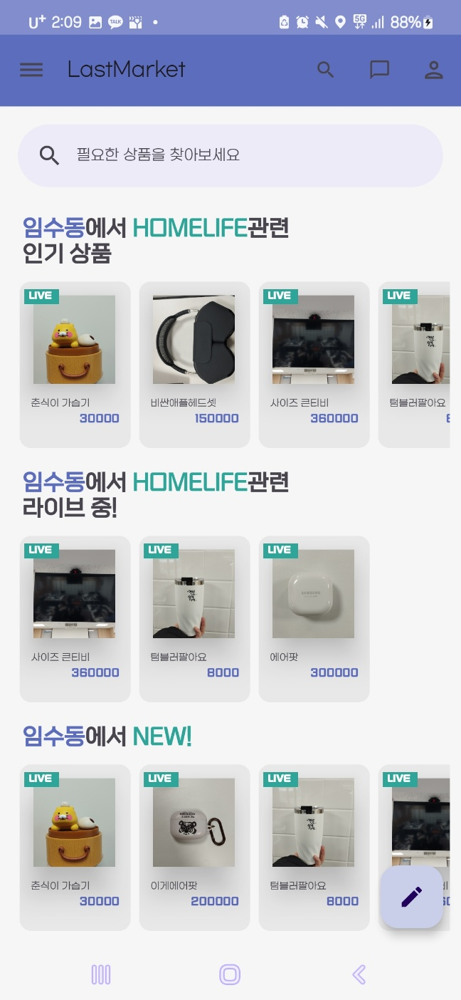 U+ 2:09 TALK 5G 88%
LastMarket
필요한 상품을 찾아보세요
임수동에서 HOMELIFE관련
인기 상품
LIVE LIVE LIVE
춘식이 가습기 비싼애플헤드셋 사이즈 큰티비 텀블러팔아요
30000 150000 360000
임수동에서 HOMELIFE관련
라이브 중!
LIVE LIVE LIVE
SAMSUNG
사이즈 큰티비 텀블러팔아요 에어팟
360000 8000 300000
임수동에서 NEW!
LIVE LIVE LIVE LIVE
춘식이 가습기 이게에어팟 텀블러팔아요
30000 200000 8000